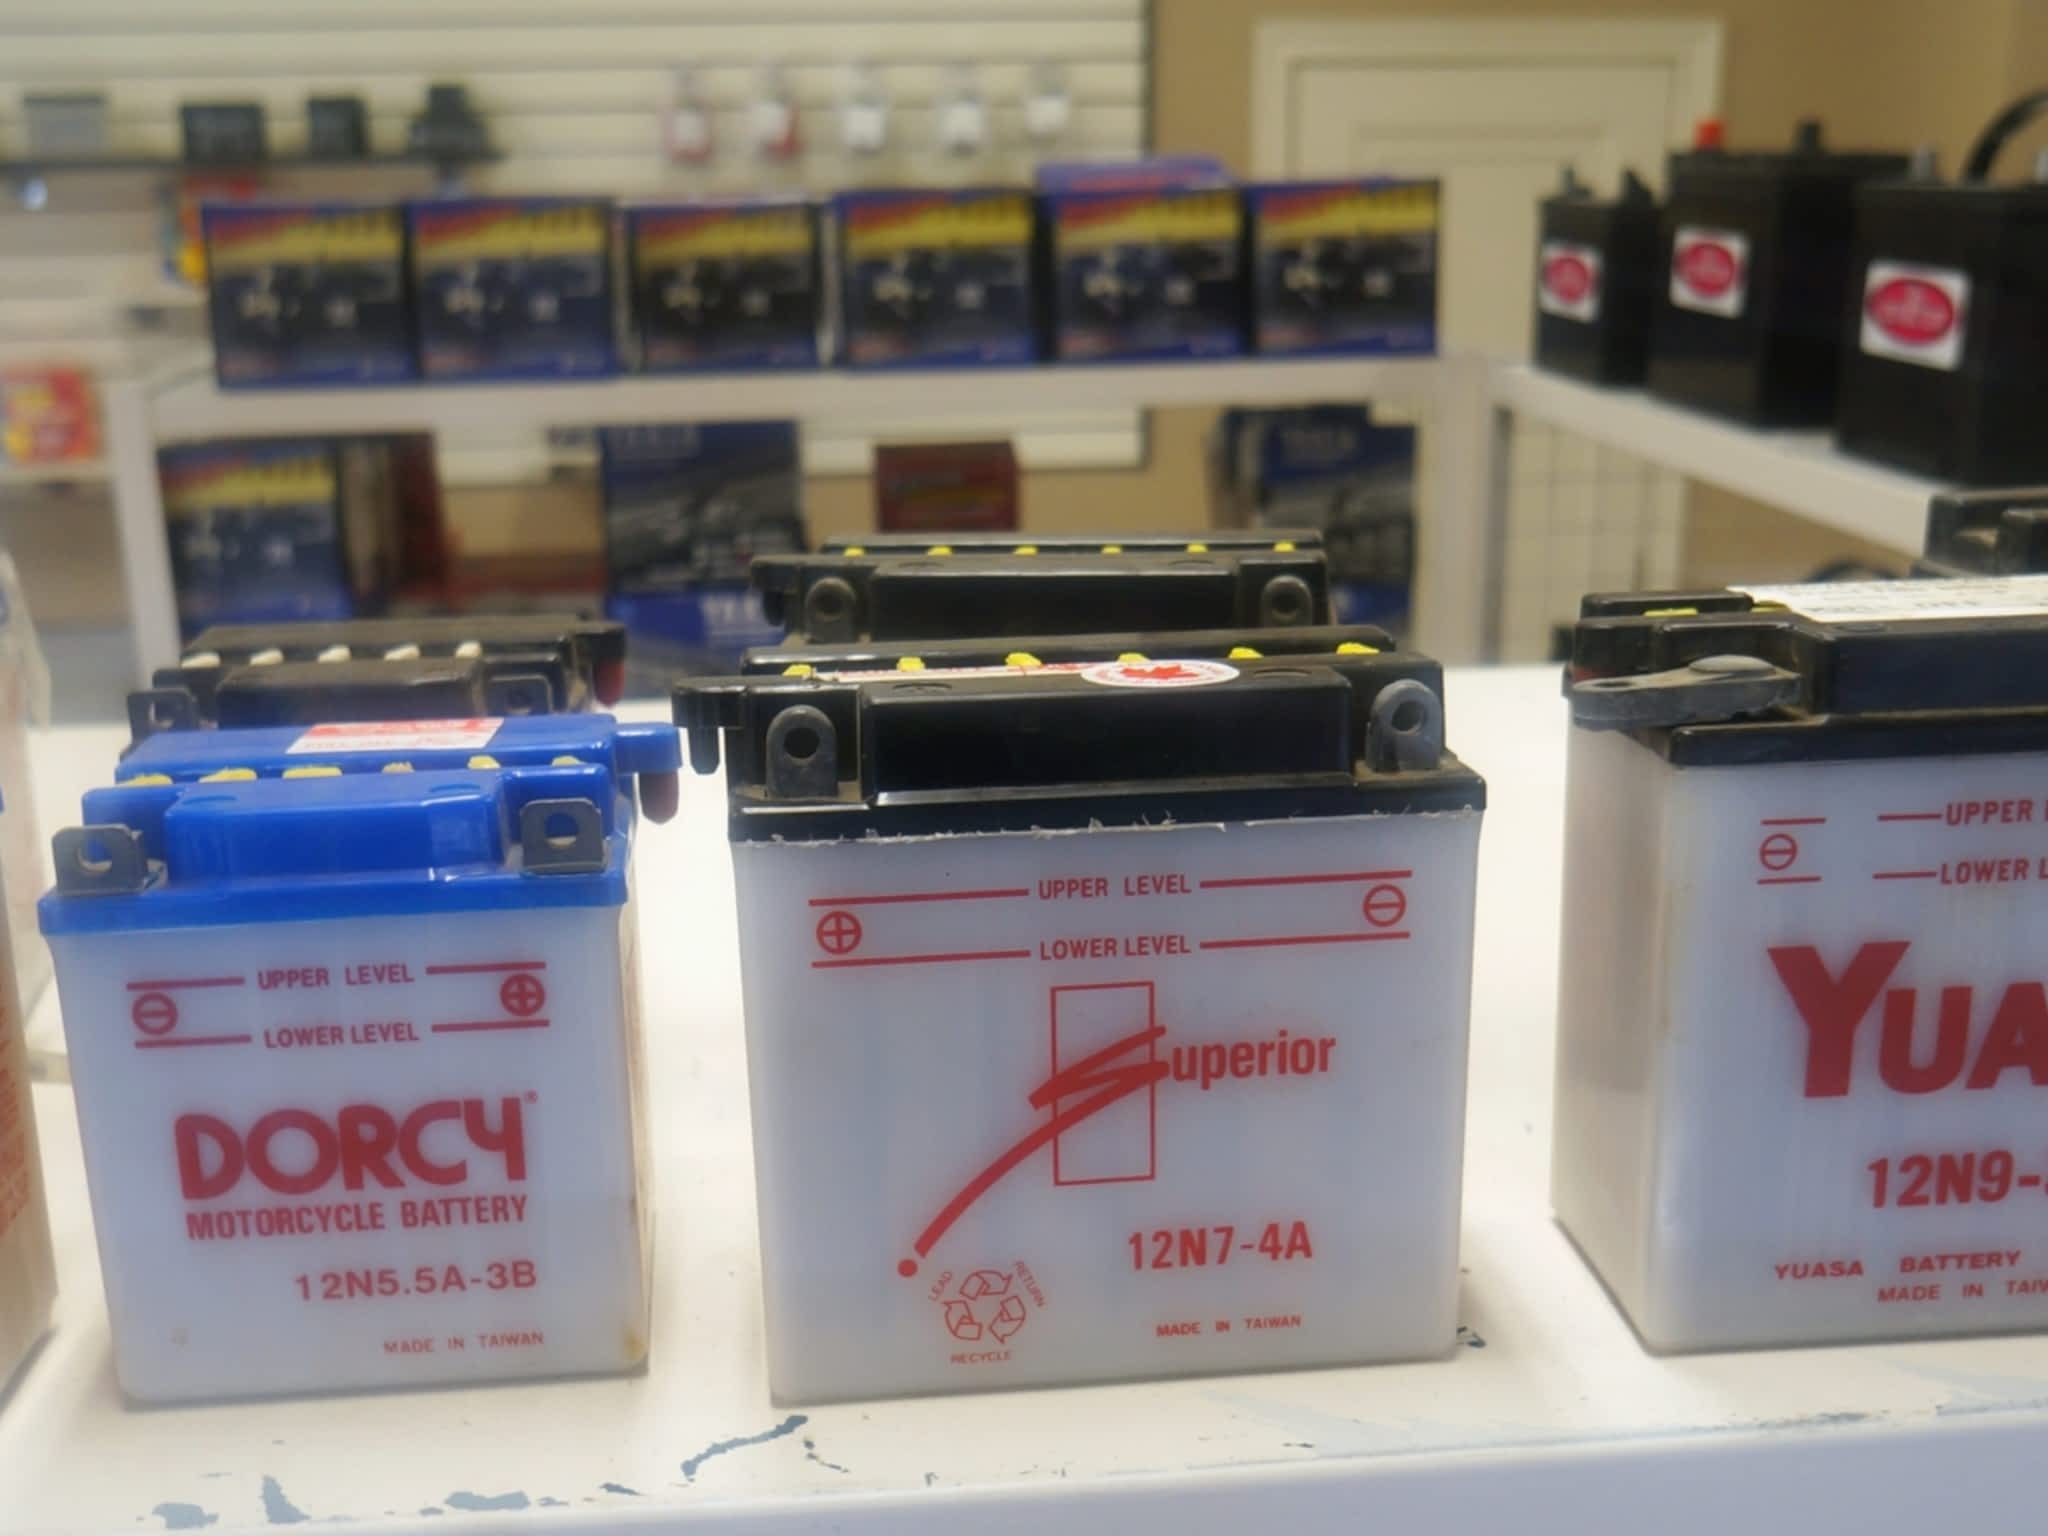 UPPER LEVEL
LOWER LEVEL
DORCY®
MOTORCYCLE BATTERY
12N5.5A-3B
MADE IN TAIWAN
UPPER LEVEL
LOWER LEVEL
Superior
12N7-4A
LEAD
RETURN
RECYCLE
MADE IN TAIWAN
UPPER
LOWER
YUA
12N9-
YUASA BATTERY
MADE IN TAIW